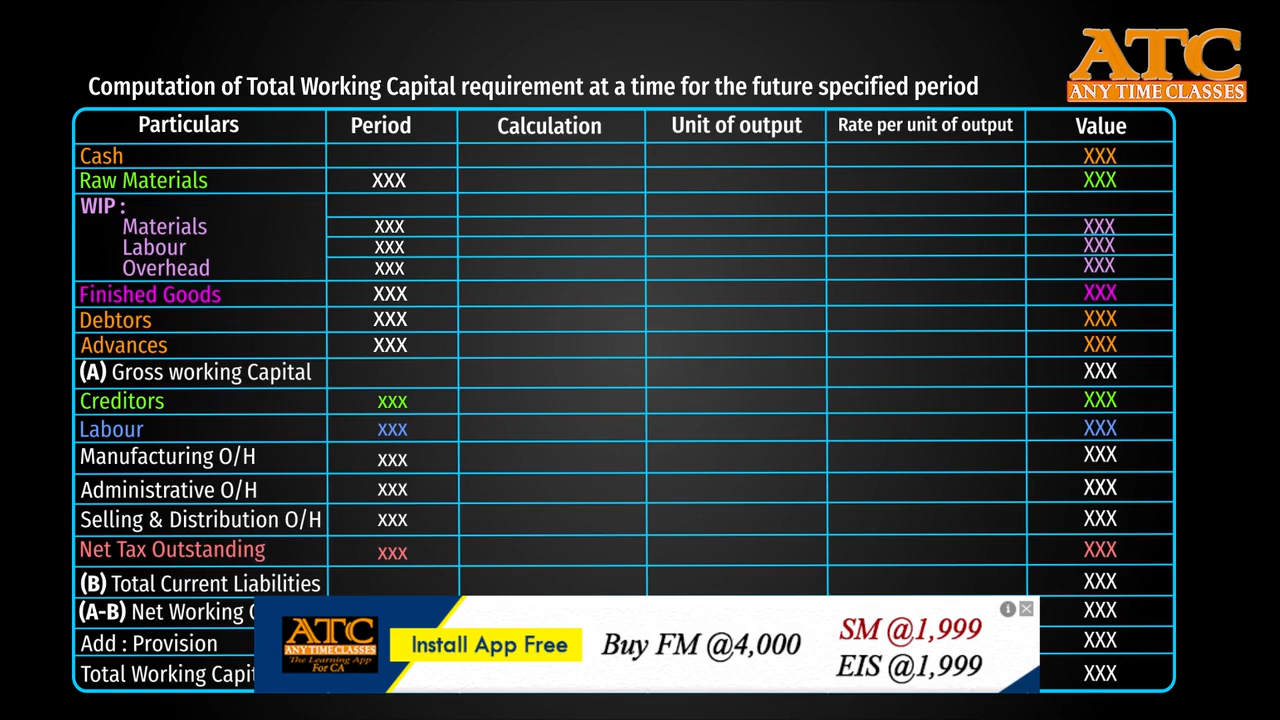 ATC
ANY TIME CLASSES
Computation of Total Working Capital requirement at a time for the future specified period
Particulars Period Calculation Unit of output Rate per unit of output Value
Cash XXX
Raw Materials XXX XXX
WIP :
Materials XXX XXX
Labour XXX XXX
Overhead XXX XXX
Finished Goods XXX XXX
Debtors XXX XXX
Advances XXX XXX
(A) Gross working Capital XXX
Creditors XXX XXX
Labour XXX XXX
Manufacturing O/H XXX XXX
Administrative O/H XXX XXX
Selling & Distribution O/H XXX XXX
Net Tax Outstanding XXX XXX
(B) Total Current Liabilities XXX
(A-B) Net Working XXX
Add : Provision XXX
Total Working XXX
ATC
ANY TIME CLASSES
The Learning App
For CA
Install App Free
Buy FM @4,000
SM @1,999
EIS @1,999